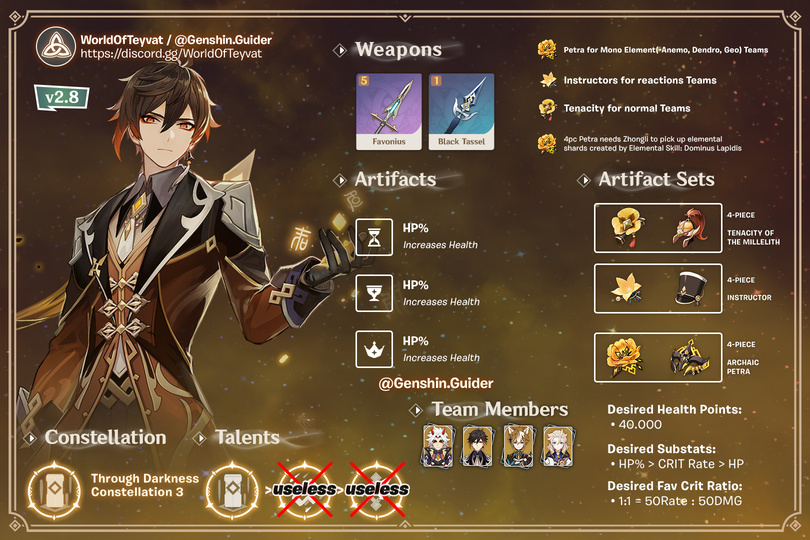 WorldOfTeyvat / @Genshin.Guider
https://discord.gg/WorldOfTeyvat
v2.8
Weapons
5
Favonius
1
Black Tassel
Petra for Mono Element(+Anemo, Dendro, Geo) Teams
Instructors for reactions Teams
Tenacity for normal Teams
4pc Petra needs Zhongli to pick up elemental
shards created by Elemental Skill: Dominus Lapidis
Artifacts
HP%
Increases Health
HP%
Increases Health
HP%
Increases Health
@Genshin.Guider
Artifact Sets
4-PIECE
TENACITY OF
THE MILLELITH
4-PIECE
INSTRUCTOR
4-PIECE
ARCHAIC
PETRA
Team Members
Desired Health Points:
• 40.000
Desired Substats:
• HP% > CRIT Rate > HP
Desired Fav Crit Ratio:
• 1:1 = 50Rate : 50DMG
Constellation
Through Darkness
Constellation 3
Talents
>useless>useless